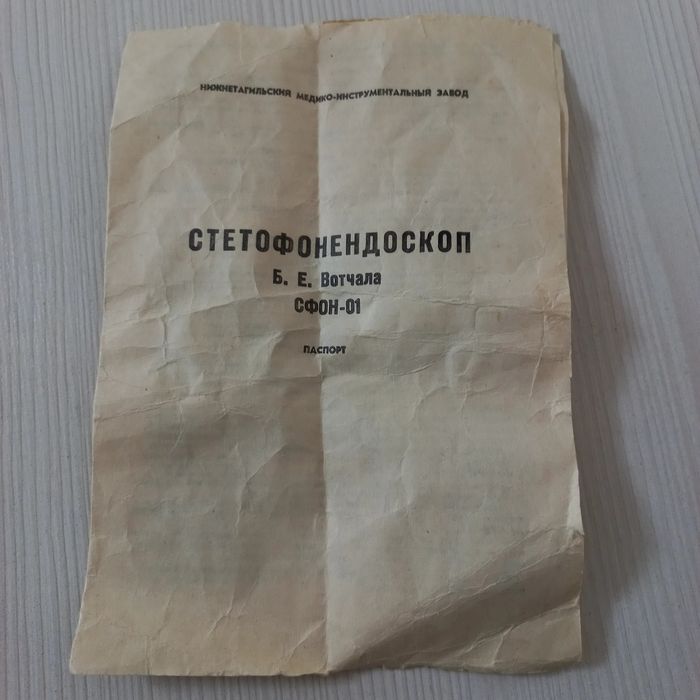 НИЖНЕТАГИЛЬСКИЙ МЕДИКО-ИНСТРУМЕНТАЛЬНЫЙ ЗАВОД
СТЕТОФОНЕНДОСКОП
Б. Е. Вотчала
СФОН-01
ПАСПОРТ